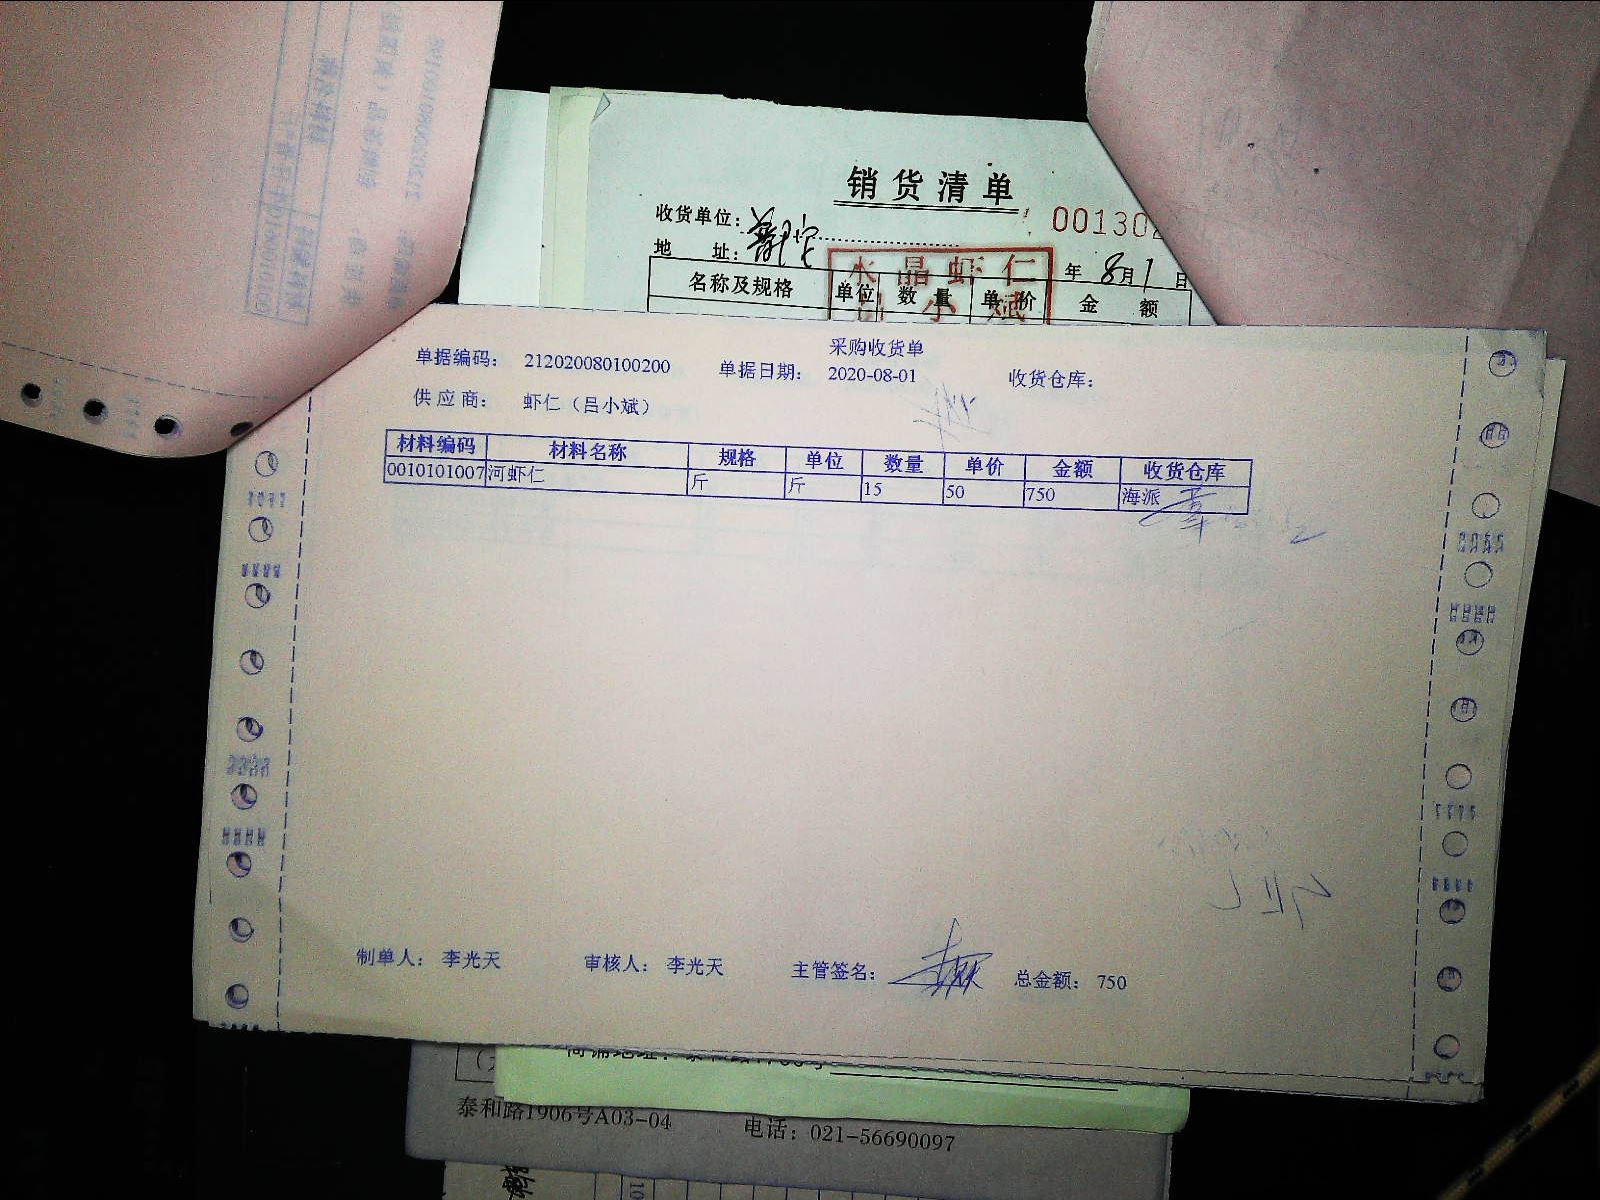 销货清单
收货单位：
001302
地 址：
水晶虾仁
年 8月1日
名称及规格 单位 数量 单价 金额
小斌
采购收货单
单据编码： 212020080100200 单据日期： 2020-08-01 收货仓库：
供应商： 虾仁（吕小斌）
材料编码 材料名称 规格 单位 数量 单价 金额 收货仓库
0010101007 河虾仁 斤 斤 15 50 750 海派
制单人： 李光天 审核人： 李光天 主管签名： 总金额： 750
泰和路1906号A03-04 电话：021-56690097